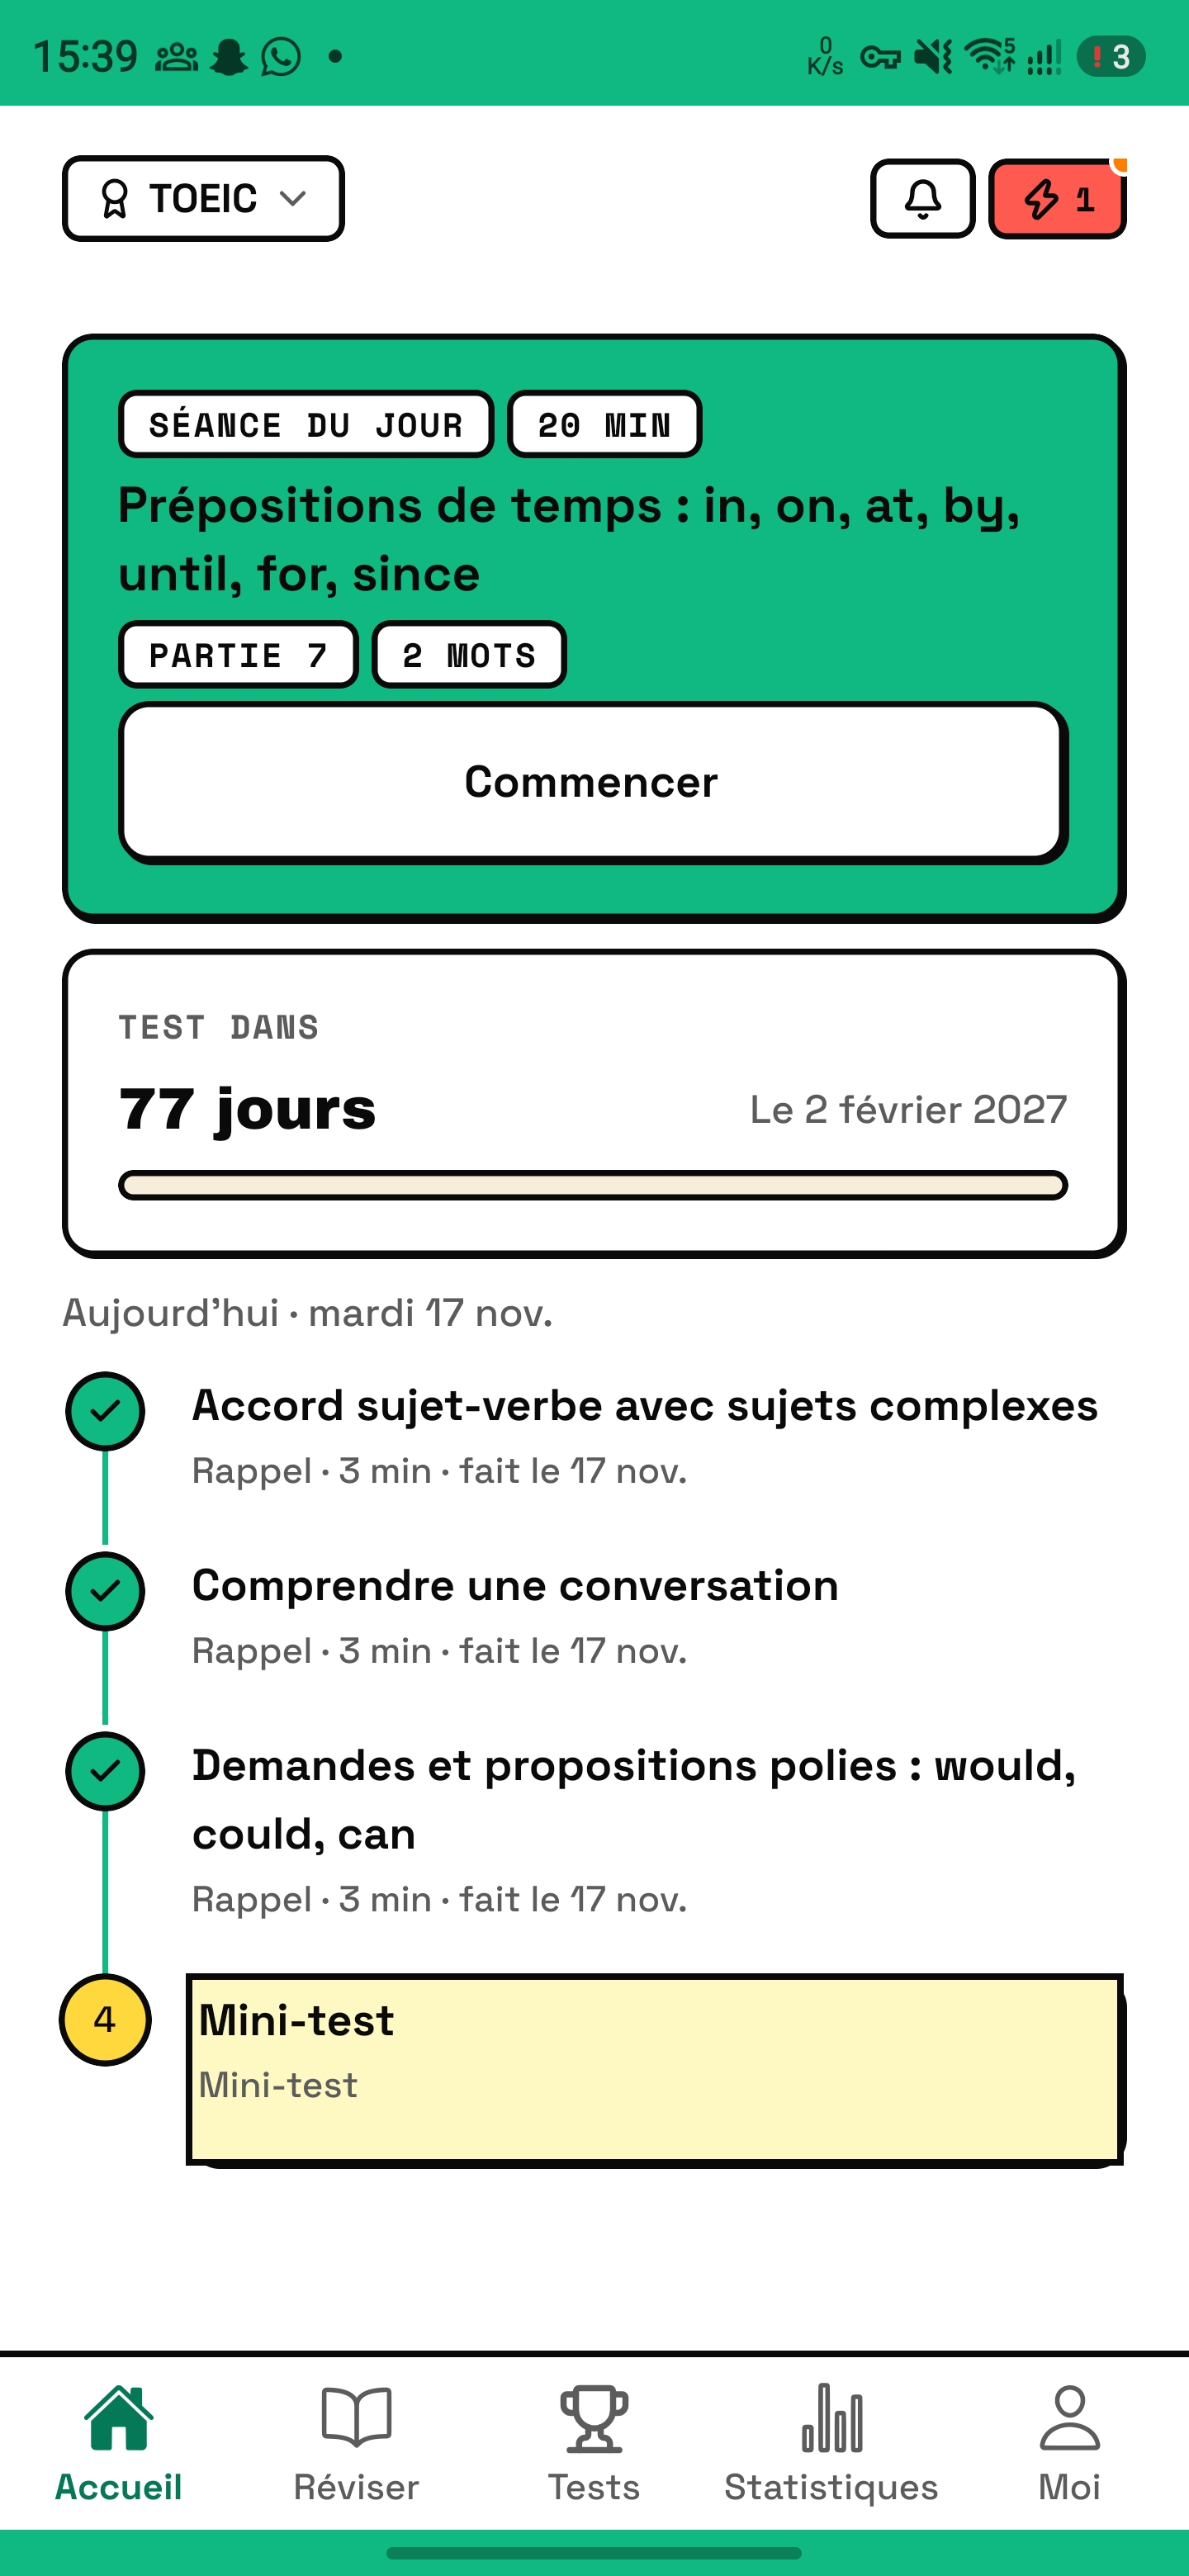 15:39
0
K/s
5
! 3
TOEIC
1
SÉANCE DU JOUR
20 MIN
Prépositions de temps : in, on, at, by,
until, for, since
PARTIE 7
2 MOTS
Commencer
TEST DANS
77 jours
Le 2 février 2027
Aujourd’hui · mardi 17 nov.
Accord sujet-verbe avec sujets complexes
Rappel · 3 min · fait le 17 nov.
Comprendre une conversation
Rappel · 3 min · fait le 17 nov.
Demandes et propositions polies : would,
could, can
Rappel · 3 min · fait le 17 nov.
4
Mini-test
Mini-test
Accueil
Réviser
Tests
Statistiques
Moi